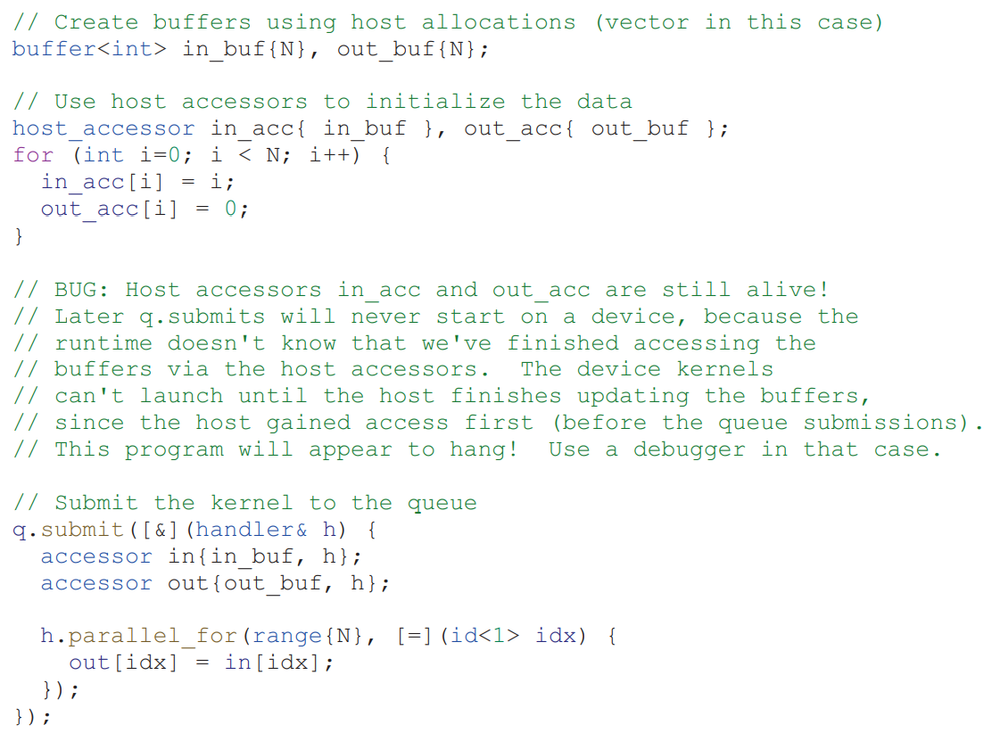 // Create buffers using host allocations (vector in this case)
buffer<int> in_buf{N}, out_buf{N};

// Use host accessors to initialize the data
host_accessor in_acc{ in_buf }, out_acc{ out_buf };
for (int i=0; i < N; i++) {
  in_acc[i] = i;
  out_acc[i] = 0;
}

// BUG: Host accessors in_acc and out_acc are still alive!
// Later q.submits will never start on a device, because the
// runtime doesn't know that we've finished accessing the
// buffers via the host accessors.  The device kernels
// can't launch until the host finishes updating the buffers,
// since the host gained access first (before the queue submissions).
// This program will appear to hang!  Use a debugger in that case.

// Submit the kernel to the queue
q.submit([&](handler& h) {
  accessor in{in_buf, h};
  accessor out{out_buf, h};

  h.parallel_for(range{N}, [=](id<1> idx) {
    out[idx] = in[idx];
  });
});